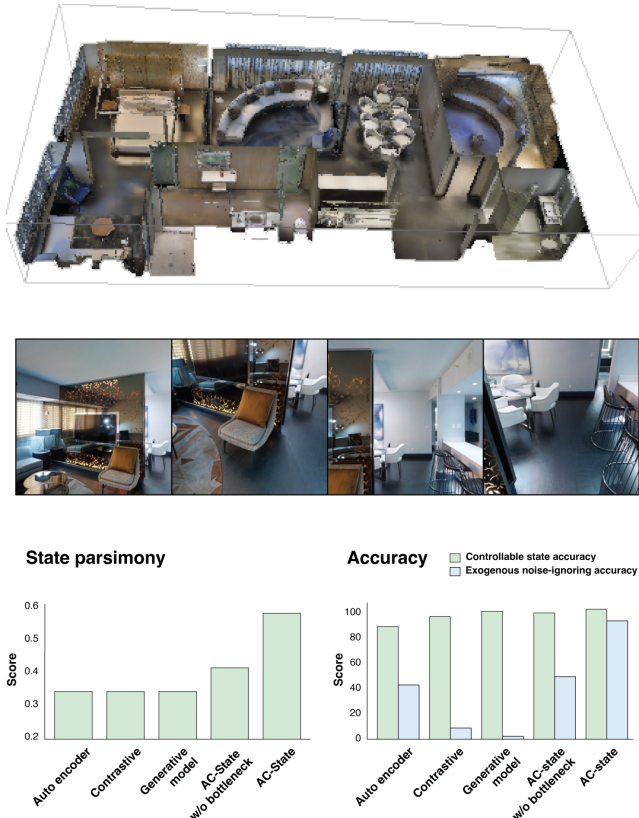 State parsimony
Score
0.6
0.5
0.4
0.3
0.2
Auto encoder
Contrastive
Generative
model
AC-State
w/o bottleneck
AC-State
Accuracy
Controllable state accuracy
Exogenous noise-ignoring accuracy
Score
100
80
60
40
20
0
Auto encoder
Contrastive
Generative
model
AC-state
w/o bottleneck
AC-state